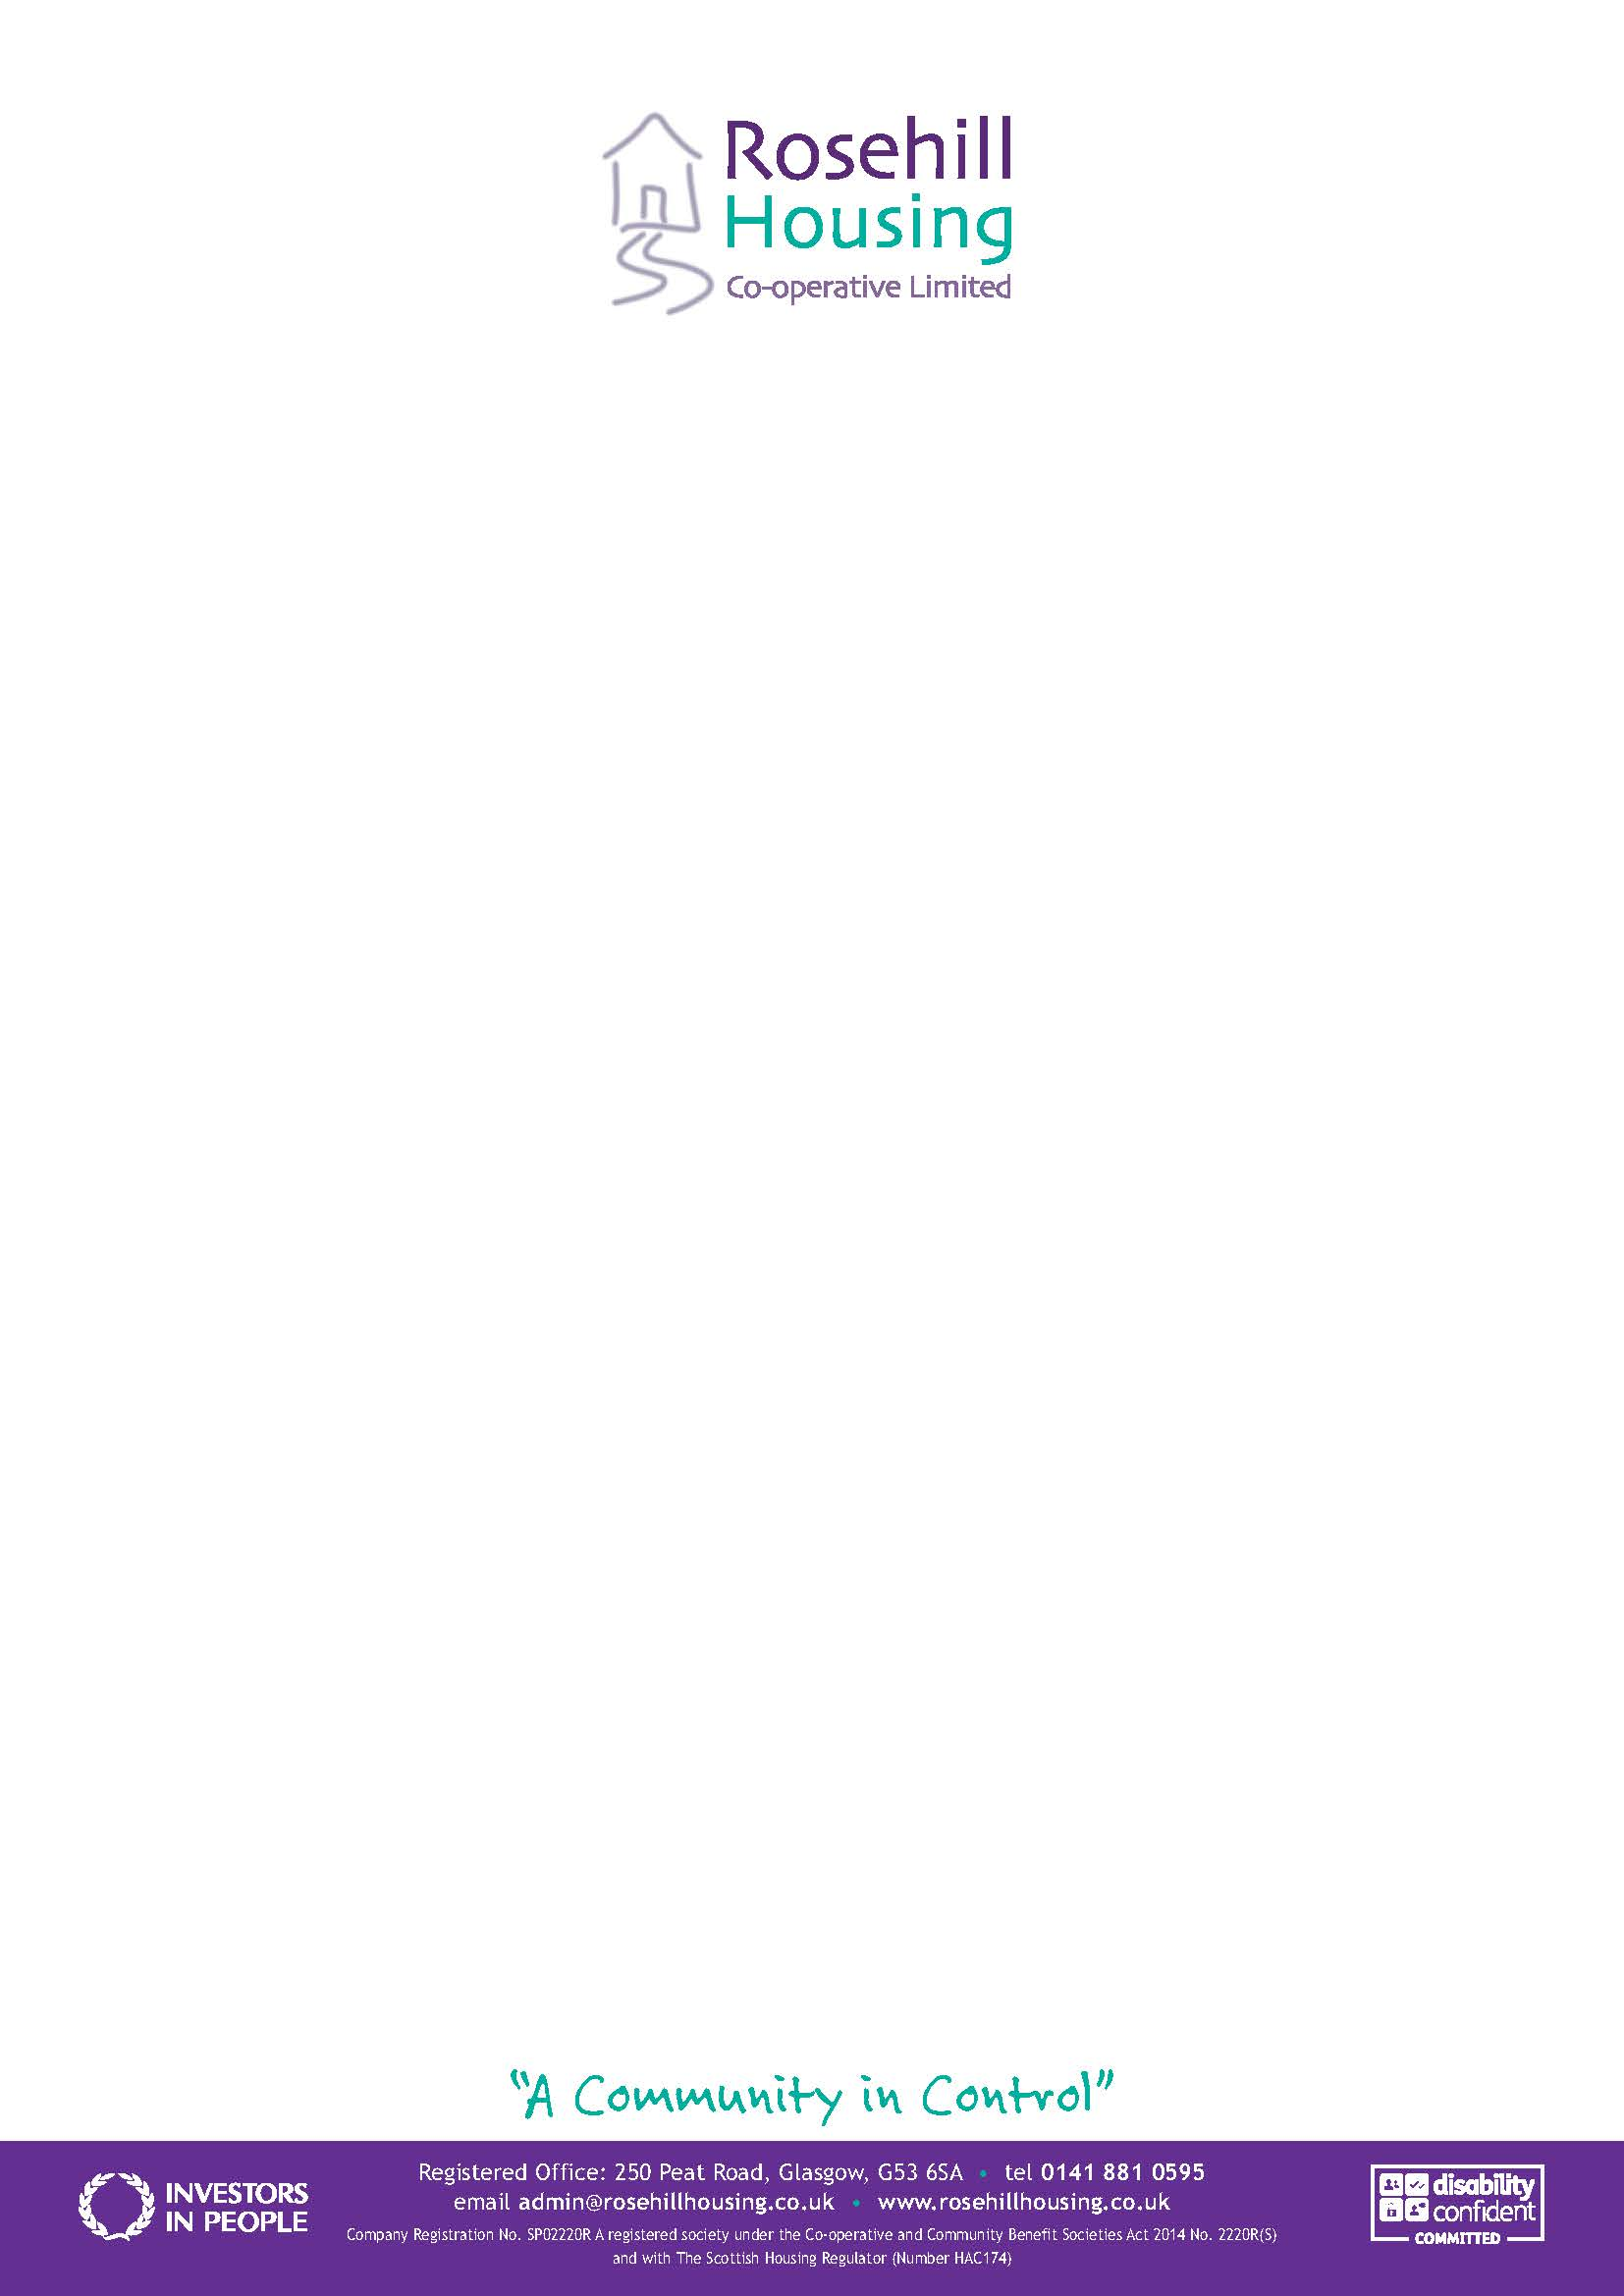 Rosehill
Housing
Co-operative Limited
“A Community in Control”
INVESTORS
IN PEOPLE
Registered Office: 250 Peat Road, Glasgow, G53 6SA • tel 0141 881 0595
email admin@rosehillhousing.co.uk • www.rosehillhousing.co.uk
Company Registration No. SP02220R A registered society under the Co-operative and Community Benefit Societies Act 2014 No. 2220R(S)
and with The Scottish Housing Regulator (Number HAC174)
disability
confident
COMMITTED